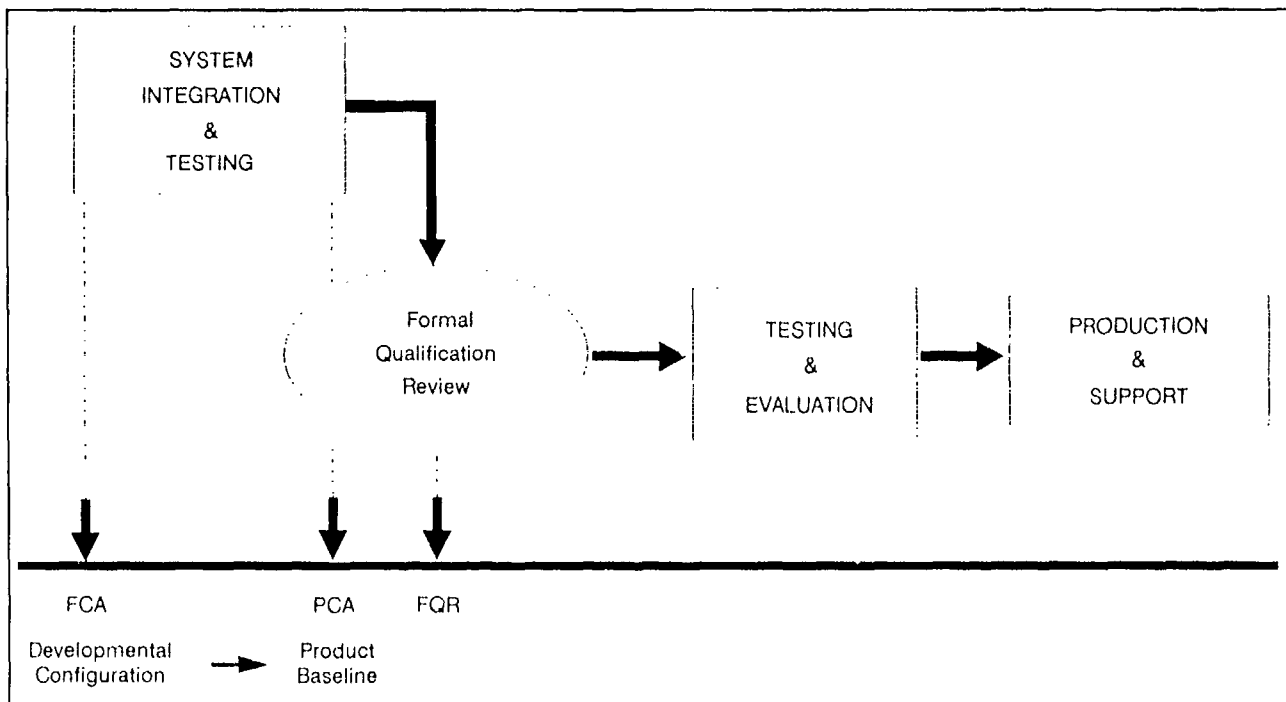 SYSTEM
INTEGRATION
&
TESTING
Formal
Qualification
Review
TESTING
&
EVALUATION
PRODUCTION
&
SUPPORT
FCA
PCA
FQR
Developmental
Configuration
Product
Baseline